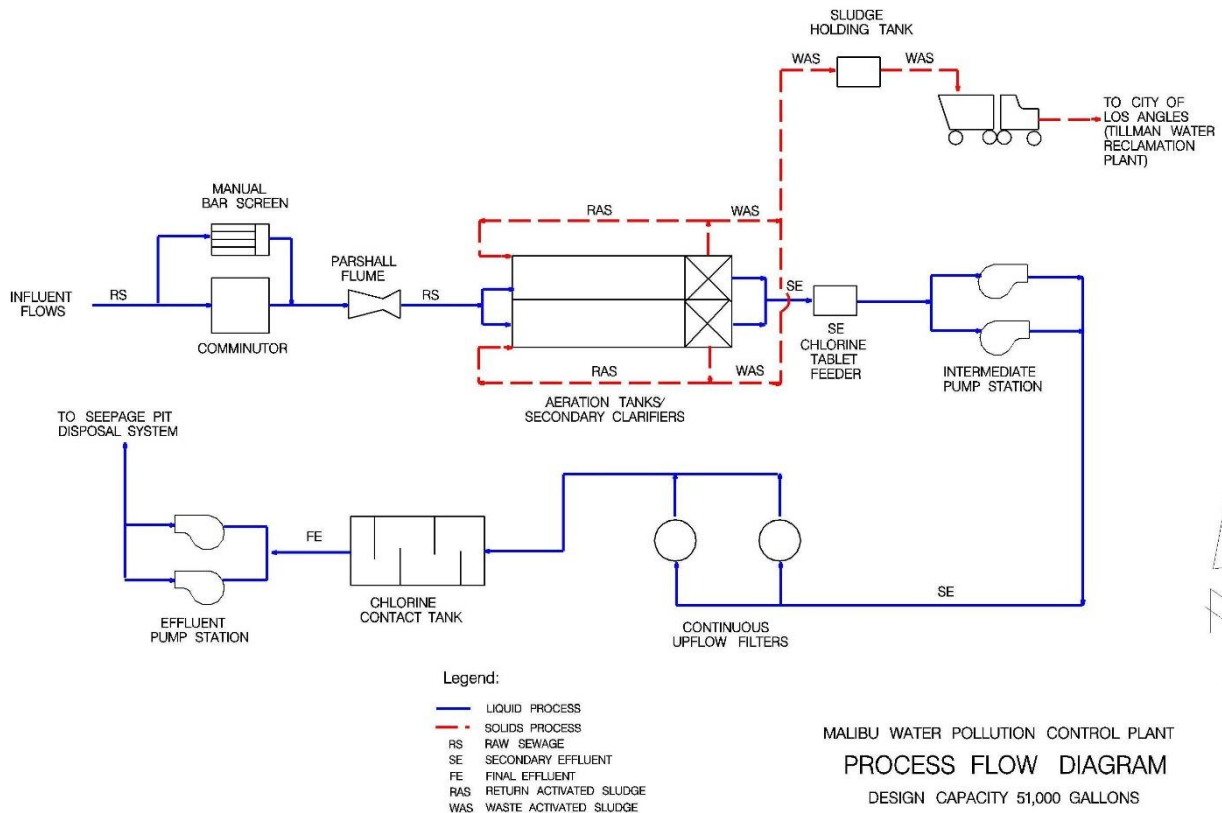 SLUDGE
HOLDING TANK
WAS
WAS
TO CITY OF
LOS ANGLES
(TILLMAN WATER
RECLAMATION
PLANT)
MANUAL
BAR SCREEN
RAS
WAS
PARSHALL
FLUME
INFLUENT
FLOWS
RS
RS
SE
COMMINUTOR
SE
CHLORINE
TABLET
FEEDER
INTERMEDIATE
PUMP STATION
RAS
WAS
AERATION TANKS/
SECONDARY CLARIFIERS
TO SEEPAGE PIT
DISPOSAL SYSTEM
FE
SE
CHLORINE
CONTACT TANK
EFFLUENT
PUMP STATION
CONTINUOUS
UPFLOW FILTERS
Legend:
LIQUID PROCESS
SOLIDS PROCESS
RS RAW SEWAGE
SE SECONDARY EFFLUENT
FE FINAL EFFLUENT
RAS RETURN ACTIVATED SLUDGE
WAS WASTE ACTIVATED SLUDGE
MALIBU WATER POLLUTION CONTROL PLANT
PROCESS FLOW DIAGRAM
DESIGN CAPACITY 51,000 GALLONS